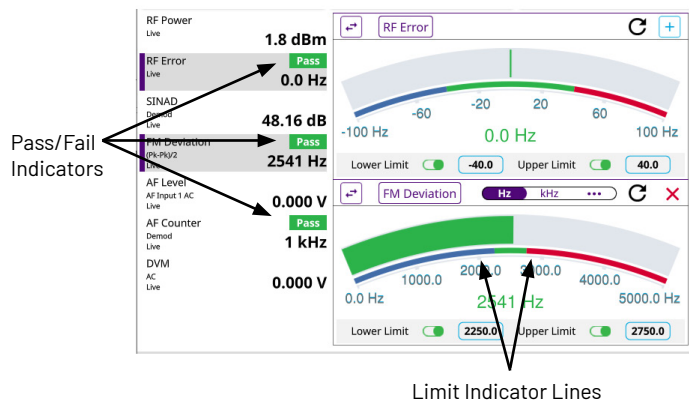 Pass/Fail
Indicators
RF Power
Live
1.8 dBm
RF Error
Pass
Live
0.0 Hz
SINAD
Demod
Live
48.16 dB
FM Deviation
Pass
(Pk-Pk)/2
Live
2541 Hz
AF Level
AF Input 1 AC
Live
0.000 V
AF Counter
Pass
Demod
Live
1 kHz
DVM
AC
Live
0.000 V
RF Error
-100 Hz
-60
-20
20
60
100 Hz
0.0 Hz
Lower Limit
-40.0
Upper Limit
40.0
FM Deviation
Hz
kHz
•••
0.0 Hz
1000.0
2000.0
3000.0
4000.0
5000.0 Hz
2541 Hz
Lower Limit
2250.0
Upper Limit
2750.0
Limit Indicator Lines